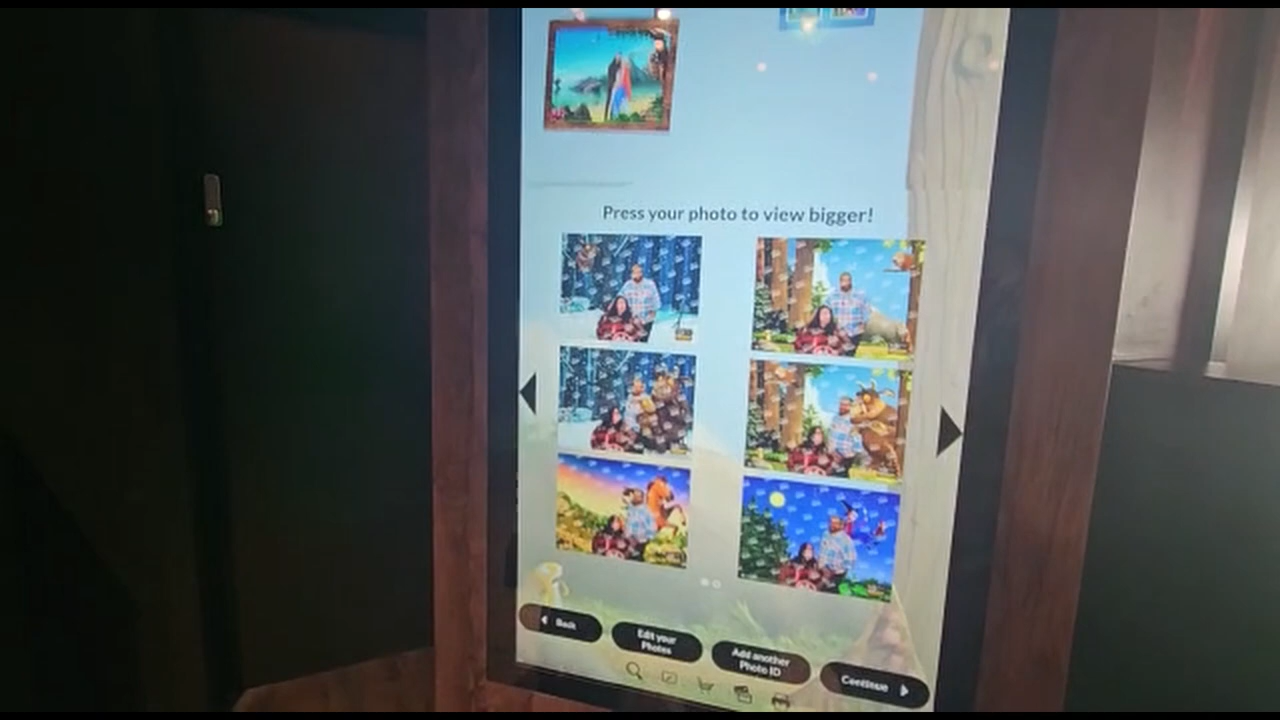 Press your photo to view bigger!
Back
Edit your
Photos
Add another
Photo ID
Continue